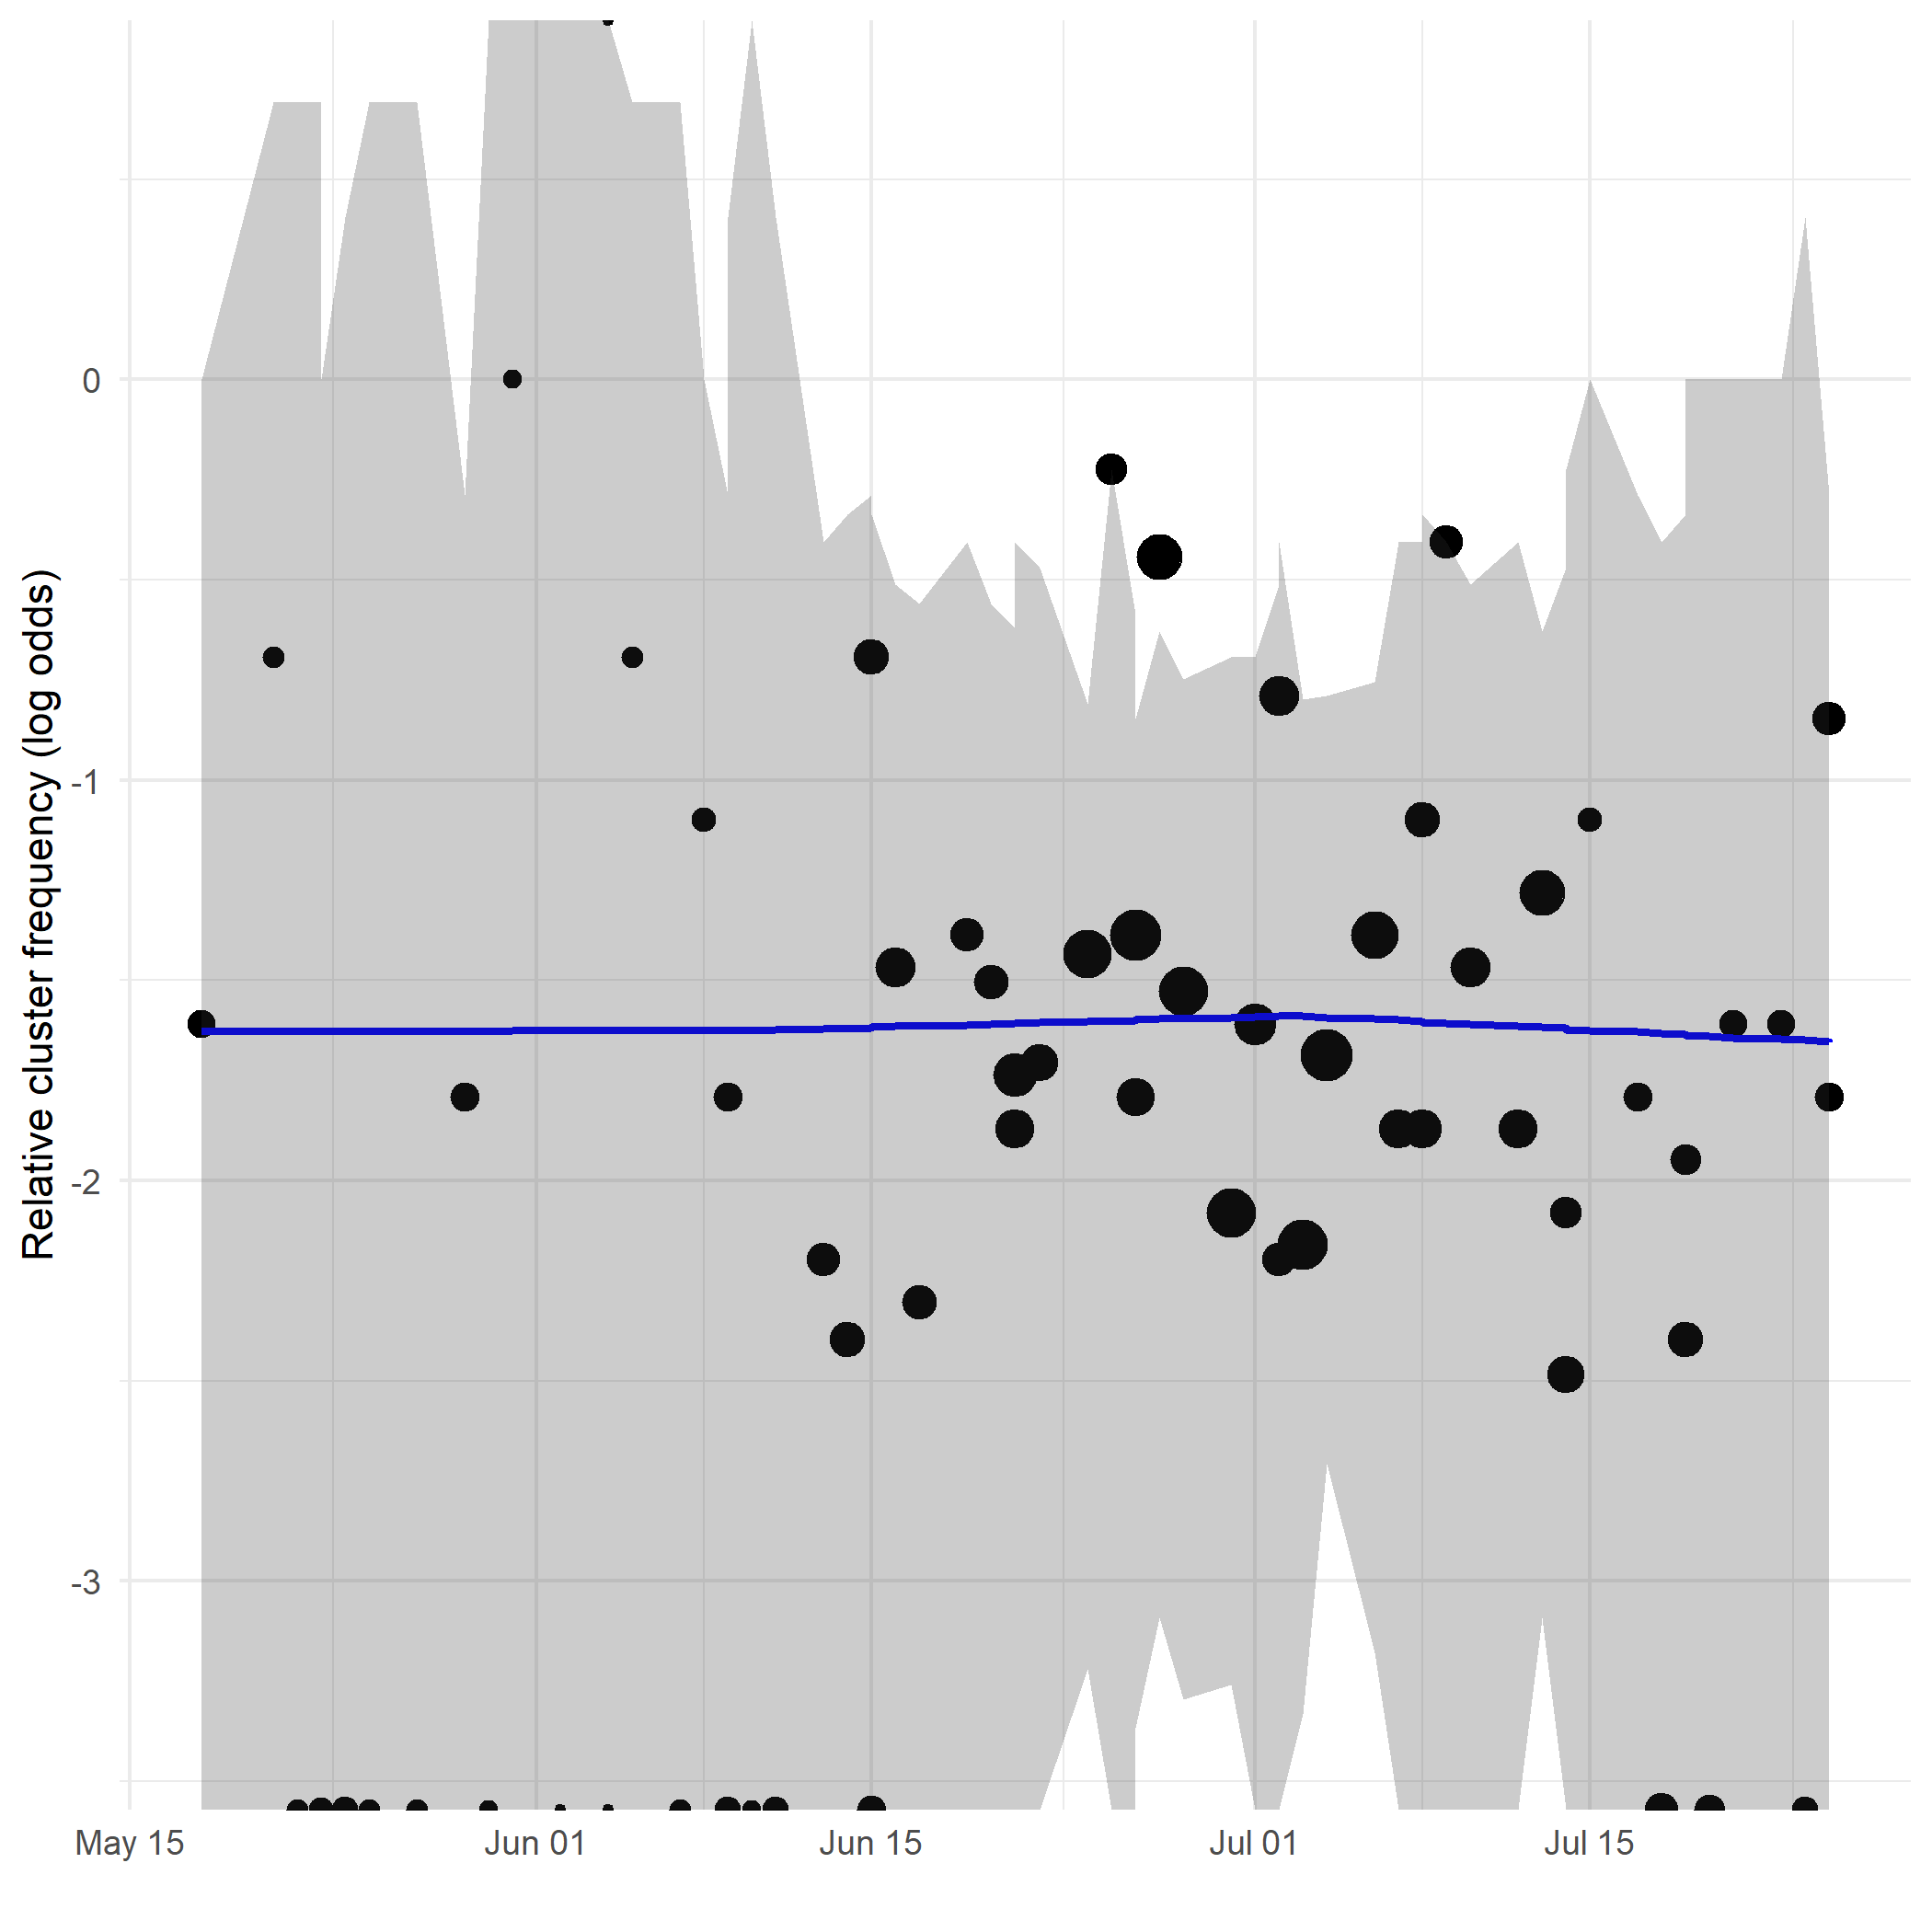 Relative cluster frequency (log odds)
0
-1
-2
-3
May 15
Jun 01
Jun 15
Jul 01
Jul 15